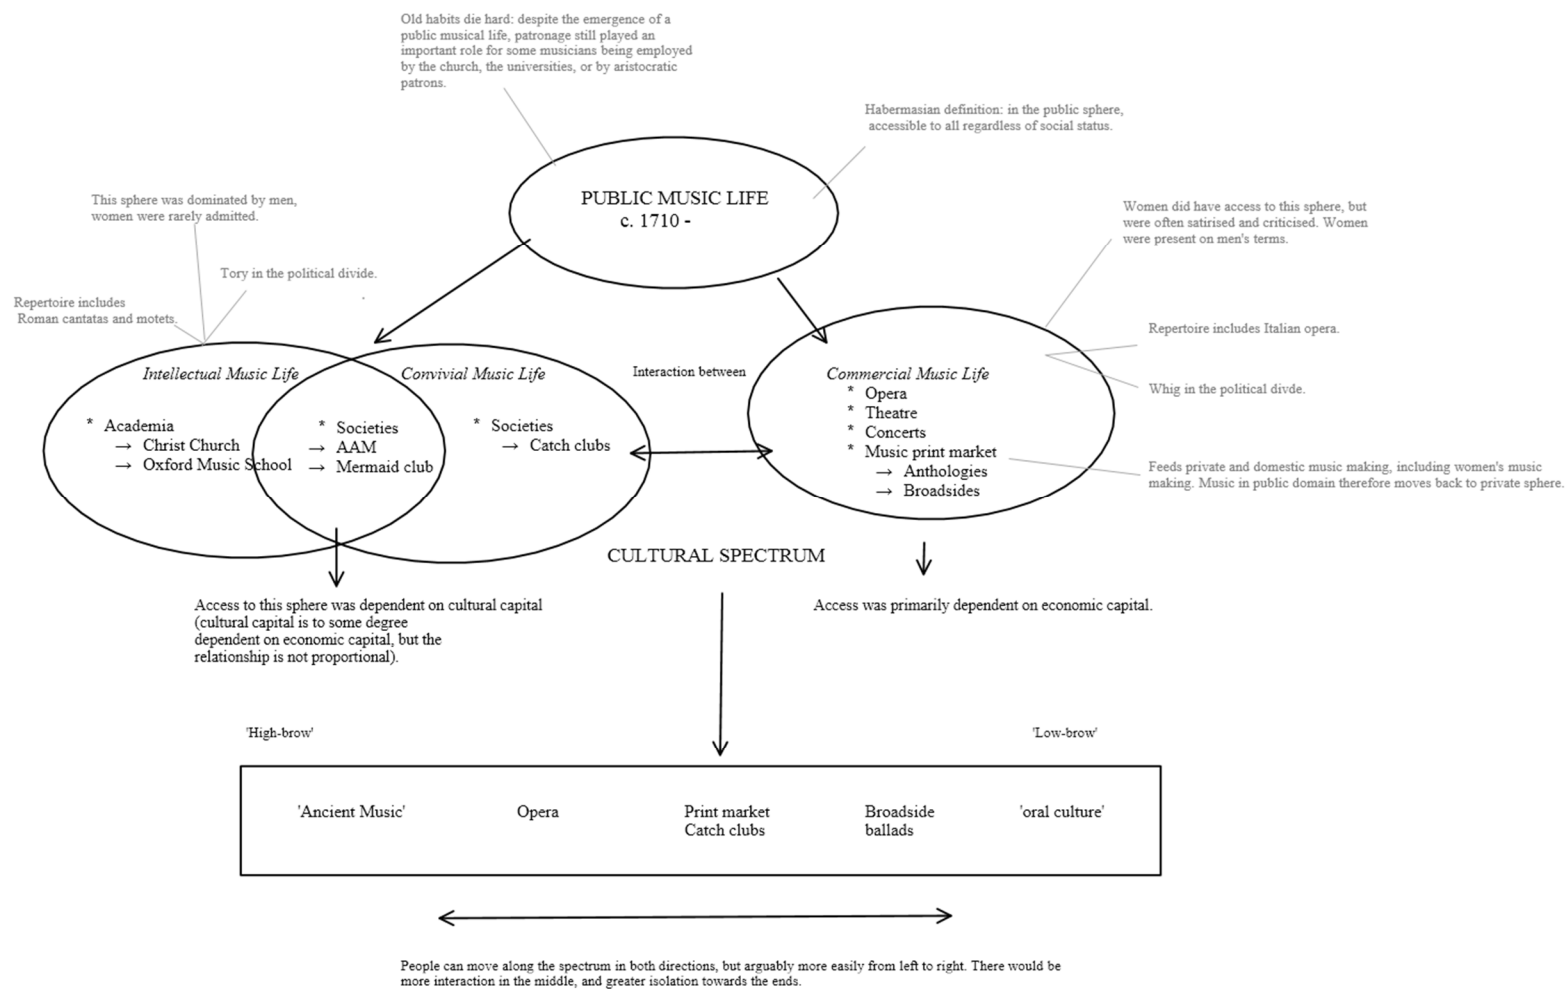 Old habits die hard: despite the emergence of a
public musical life, patronage still played an
important role for some musicians being employed
by the church, the universities, or by aristocratic
patrons.
Habermasian definition: in the public sphere,
accessible to all regardless of social status.
PUBLIC MUSIC LIFE
c. 1710 -
This sphere was dominated by men,
women were rarely admitted.
Tory in the political divide.
Repertoire includes
Roman cantatas and motets.
Women did have access to this sphere, but
were often satirised and criticised. Women
were present on men's terms.
Repertoire includes Italian opera.
Whig in the political divde.
Feeds private and domestic music making, including women's music
making. Music in public domain therefore moves back to private sphere.
Intellectual Music Life
* Academia
→ Christ Church
→ Oxford Music School
* Societies
→ AAM
→ Mermaid club
Convivial Music Life
* Societies
→ Catch clubs
Interaction between
Commercial Music Life
* Opera
* Theatre
* Concerts
* Music print market
→ Anthologies
→ Broadsides
CULTURAL SPECTRUM
Access to this sphere was dependent on cultural capital
(cultural capital is to some degree
dependent on economic capital, but the
relationship is not proportional).
Access was primarily dependent on economic capital.
'High-brow'
'Low-brow'
'Ancient Music'
Opera
Print market
Catch clubs
Broadside
ballads
'oral culture'
People can move along the spectrum in both directions, but arguably more easily from left to right. There would be
more interaction in the middle, and greater isolation towards the ends.